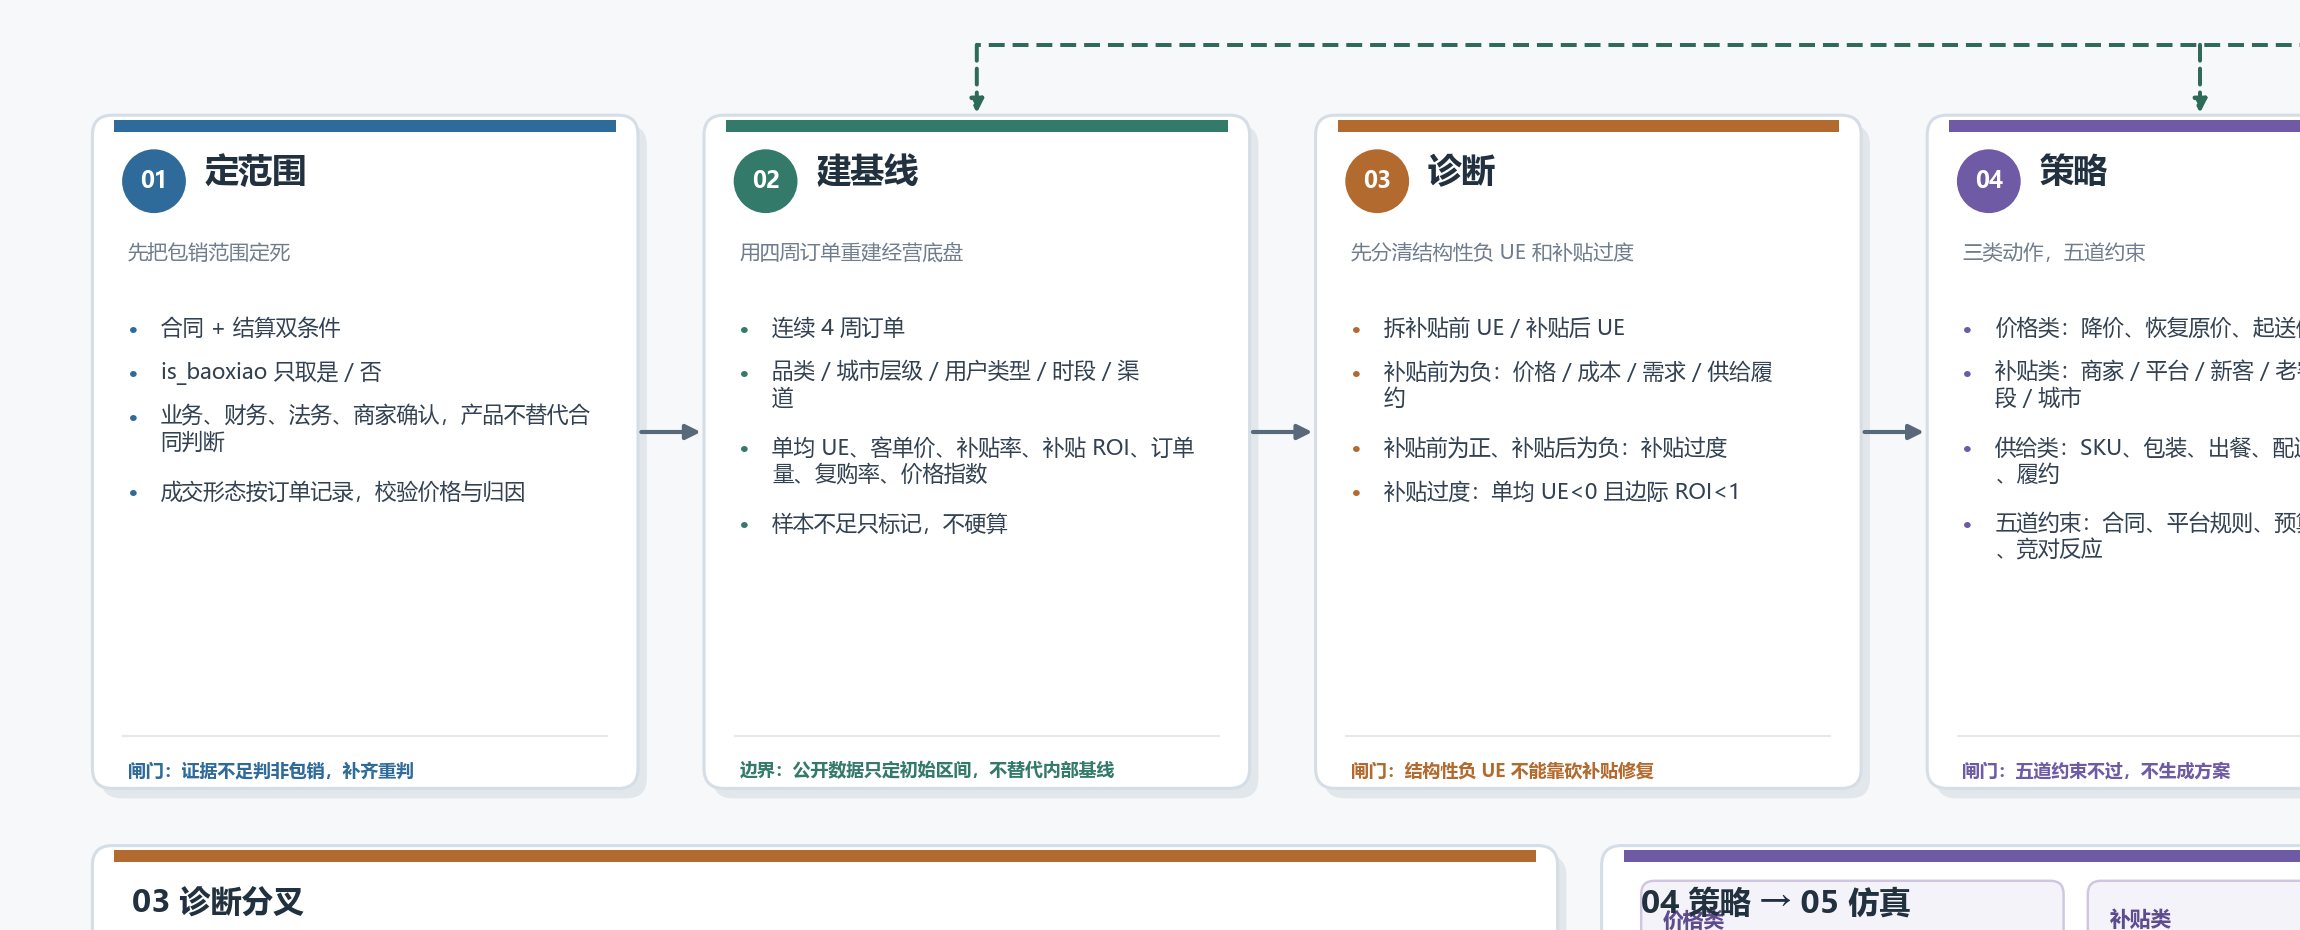 01 定范围
先把包销范围定死
• 合同 + 结算双条件
• is_baoxiao 只取是 / 否
• 业务、财务、法务、商家确认，产品不替代合
同判断
• 成交形态按订单记录，校验价格与归因
闸门：证据不足判非包销，补齐重判
02 建基线
用四周订单重建经营底盘
• 连续 4 周订单
• 品类 / 城市层级 / 用户类型 / 时段 / 渠
道
• 单均 UE、客单价、补贴率、补贴 ROI、订单
量、复购率、价格指数
• 样本不足只标记，不硬算
边界：公开数据只定初始区间，不替代内部基线
03 诊断
先分清结构性负 UE 和补贴过度
• 拆补贴前 UE / 补贴后 UE
• 补贴前为负：价格 / 成本 / 需求 / 供给履
约
• 补贴前为正、补贴后为负：补贴过度
• 补贴过度：单均 UE<0 且边际 ROI<1
闸门：结构性负 UE 不能靠砍补贴修复
04 策略
三类动作，五道约束
• 价格类：降价、恢复原价、起送
• 补贴类：商家 / 平台 / 新客 / 老
段 / 城市
• 供给类：SKU、包装、出餐、配
、履约
• 五道约束：合同、平台规则、预
、竞对反应
闸门：五道约束不过，不生成方案
03 诊断分叉
04 策略 → 05 仿真
价格类
补贴类